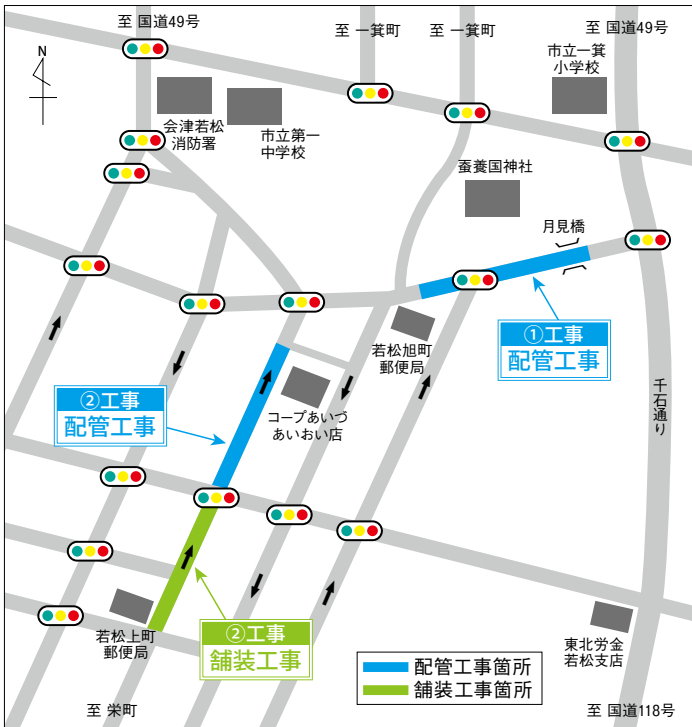 至 国道49号
至 一箕町
至 一箕町
至 国道49号
市立一箕
小学校
N
会津若松
消防署
市立第一
中学校
蚕養国神社
月見橋
①工事
配管工事
若松旭町
郵便局
千石通り
②工事
配管工事
コープあいづ
あいおい店
②工事
舗装工事
若松上町
郵便局
東北労金
若松支店
配管工事箇所
舗装工事箇所
至 栄町
至 国道118号